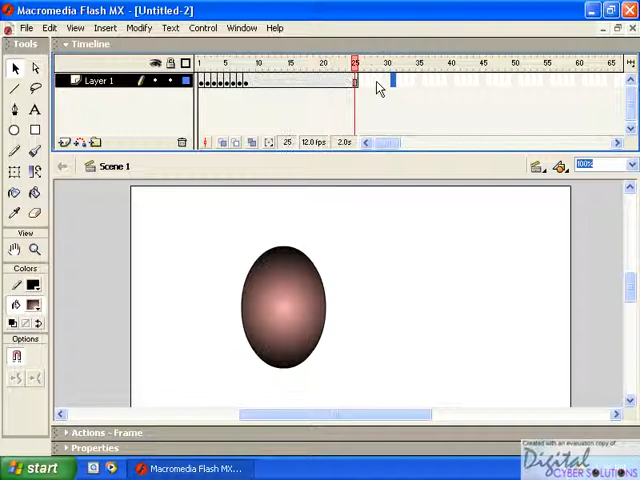 Macromedia Flash MX - [Untitled-2]
File Edit View Insert Modify Text Control Window Help
Tools
Timeline
1 5 10 15 20 25 30 35 40 45 50 55 60 65
Layer 1
25 12.0 fps 2.0s
Scene 1
100%
View
Colors
Options
Actions - Frame
Properties
start
Macromedia Flash MX...
Created with an evaluation copy of
Digital
CYBER SOLUTIONS